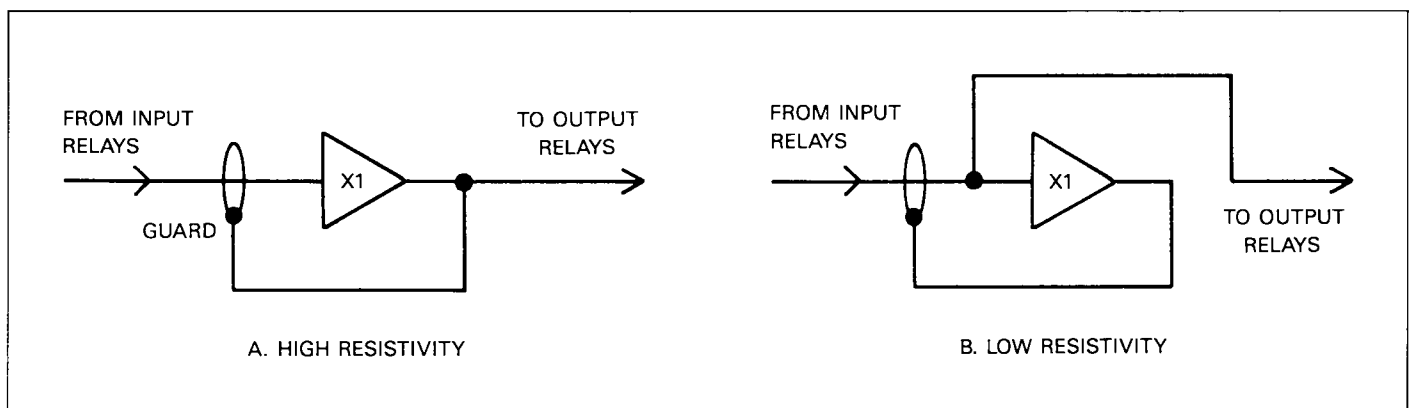 FROM INPUT
RELAYS
GUARD
X1
TO OUTPUT
RELAYS
A. HIGH RESISTIVITY
FROM INPUT
RELAYS
X1
TO OUTPUT
RELAYS
B. LOW RESISTIVITY